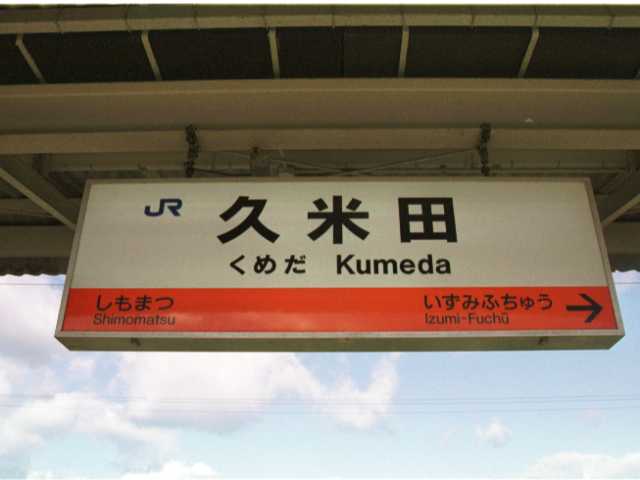 JR 久米田
くめだ Kumeda
しもまつ いずみふちゅう →
Shimomatsu Izumi-Fuchū